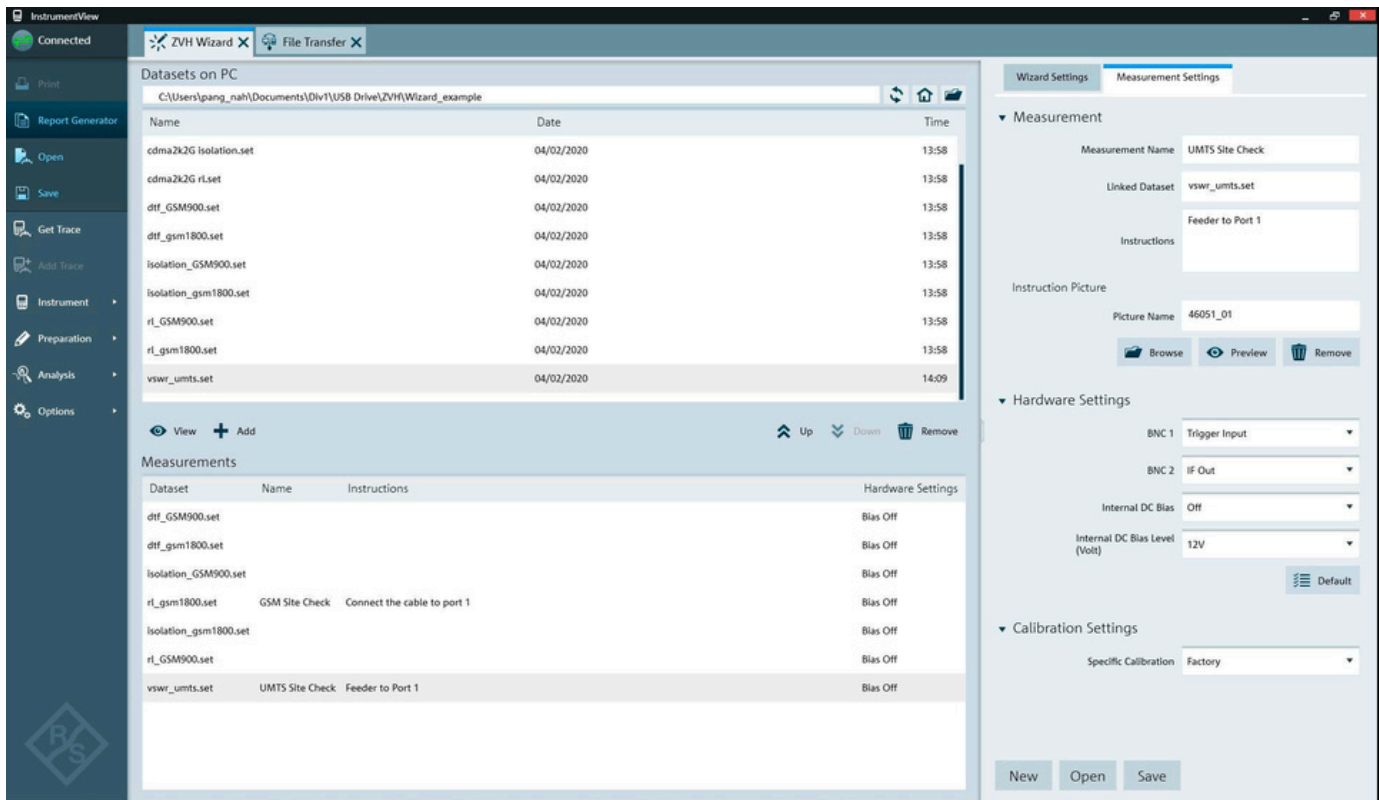 InstrumentView
Connected
ZVH Wizard
File Transfer
Print
Report Generator
Open
Save
Get Trace
Add Trace
Instrument
Preparation
Analysis
Options
R/S
Datasets on PC
C:\Users\pang_nah\Documents\Div1\USB Drive\ZVH\Wizard_example
Name Date Time
cdma2k2G isolation.set 04/02/2020 13:58
cdma2k2G rl.set 04/02/2020 13:58
dtf_GSM900.set 04/02/2020 13:58
dtf_gsm1800.set 04/02/2020 13:58
isolation_GSM900.set 04/02/2020 13:58
isolation_gsm1800.set 04/02/2020 13:58
rl_GSM900.set 04/02/2020 13:58
rl_gsm1800.set 04/02/2020 13:58
vswr_umts.set 04/02/2020 14:09
View Add Up Down Remove
Measurements
Dataset Name Instructions Hardware Settings
dtf_GSM900.set Bias Off
dtf_gsm1800.set Bias Off
isolation_GSM900.set Bias Off
rl_gsm1800.set GSM Site Check Connect the cable to port 1 Bias Off
isolation_gsm1800.set Bias Off
rl_GSM900.set Bias Off
vswr_umts.set UMTS Site Check Feeder to Port 1 Bias Off
Wizard Settings Measurement Settings
Measurement
Measurement Name UMTS Site Check
Linked Dataset vswr_umts.set
Instructions Feeder to Port 1
Instruction Picture
Picture Name 46051_01
Browse Preview Remove
Hardware Settings
BNC 1 Trigger Input
BNC 2 IF Out
Internal DC Bias Off
Internal DC Bias Level
(Volt) 12V
Default
Calibration Settings
Specific Calibration Factory
New Open Save